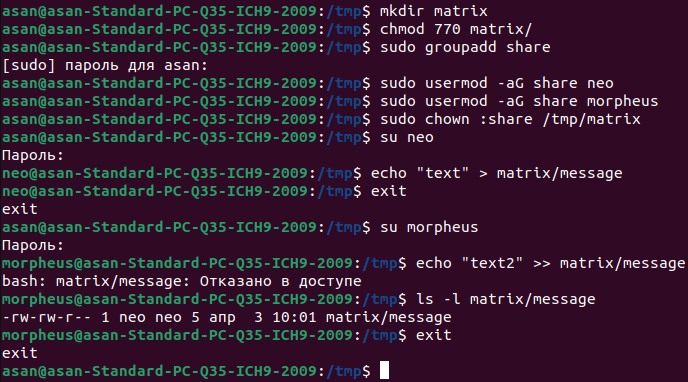 asan@asan-Standard-PC-Q35-ICH9-2009:/tmp$ mkdir matrix
asan@asan-Standard-PC-Q35-ICH9-2009:/tmp$ chmod 770 matrix/
asan@asan-Standard-PC-Q35-ICH9-2009:/tmp$ sudo groupadd share
[sudo] пароль для asan:
asan@asan-Standard-PC-Q35-ICH9-2009:/tmp$ sudo usermod -aG share neo
asan@asan-Standard-PC-Q35-ICH9-2009:/tmp$ sudo usermod -aG share morpheus
asan@asan-Standard-PC-Q35-ICH9-2009:/tmp$ sudo chown :share /tmp/matrix
asan@asan-Standard-PC-Q35-ICH9-2009:/tmp$ su neo
Пароль:
neo@asan-Standard-PC-Q35-ICH9-2009:/tmp$ echo "text" > matrix/message
neo@asan-Standard-PC-Q35-ICH9-2009:/tmp$ exit
exit
asan@asan-Standard-PC-Q35-ICH9-2009:/tmp$ su morpheus
Пароль:
morpheus@asan-Standard-PC-Q35-ICH9-2009:/tmp$ echo "text2" >> matrix/message
bash: matrix/message: Отказано в доступе
morpheus@asan-Standard-PC-Q35-ICH9-2009:/tmp$ ls -l matrix/message
-rw-rw-r-- 1 neo neo 5 апр  3 10:01 matrix/message
morpheus@asan-Standard-PC-Q35-ICH9-2009:/tmp$ exit
exit
asan@asan-Standard-PC-Q35-ICH9-2009:/tmp$